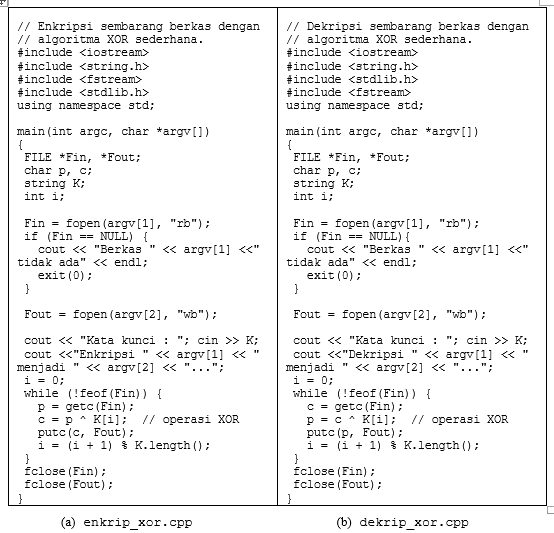 // Enkripsi sembarang berkas dengan
// algoritma XOR sederhana.
#include <iostream>
#include <string.h>
#include <fstream>
#include <stdlib.h>
using namespace std;

main(int argc, char *argv[])
{
 FILE *Fin, *Fout;
 char p, c;
 string K;
 int i;

 Fin = fopen(argv[1], "rb");
 if (Fin == NULL) {
   cout << "Berkas " << argv[1] <<"
tidak ada" << endl;
   exit(0);
 }

 Fout = fopen(argv[2], "wb");

 cout << "Kata kunci : "; cin >> K;
 cout <<"Enkripsi " << argv[1] << "
menjadi " << argv[2] << "...";
 i = 0;
 while (!feof(Fin)) {
   p = getc(Fin);
   c = p ^ K[i];  // operasi XOR
   putc(c, Fout);
   i = (i + 1) % K.length();
 }
 fclose(Fin);
 fclose(Fout);
}
(a) enkrip_xor.cpp
// Dekripsi sembarang berkas dengan
// algoritma XOR sederhana.
#include <iostream>
#include <string.h>
#include <stdlib.h>
#include <fstream>
using namespace std;

main(int argc, char *argv[])
{
 FILE *Fin, *Fout;
 char p, c;
 string K;
 int i;

 Fin = fopen(argv[1], "rb");
 if (Fin == NULL){
   cout << "Berkas " << argv[1] <<"
tidak ada" << endl;
   exit(0);
 }

 Fout = fopen(argv[2], "wb");

 cout << "Kata kunci : "; cin >> K;
 cout <<"Dekripsi " << argv[1] << "
menjadi " << argv[2] << "...";
 i = 0;
 while (!feof(Fin)) {
   c = getc(Fin);
   p = c ^ K[i];  // operasi XOR
   putc(p, Fout);
   i = (i + 1) % K.length();
 }
 fclose(Fin);
 fclose(Fout);
}
(b) dekrip_xor.cpp